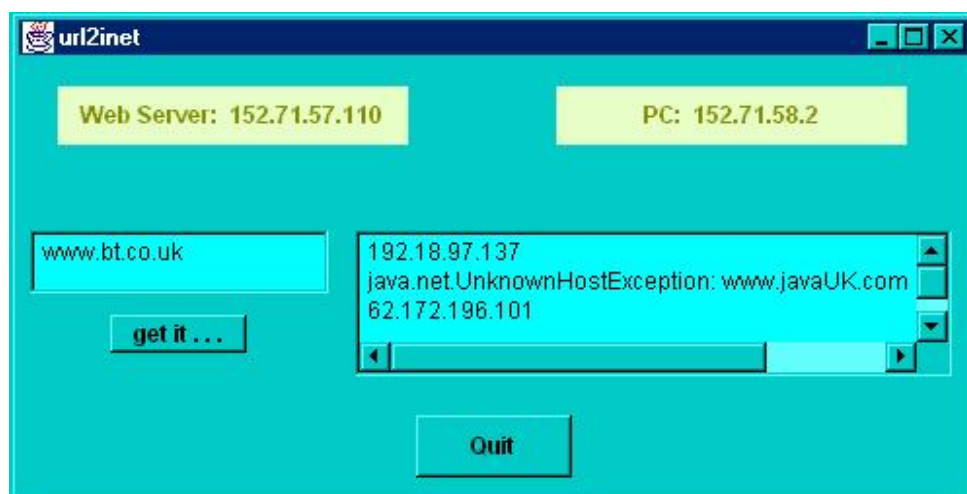 url2inet
Web Server: 152.71.57.110
PC: 152.71.58.2
www.bt.co.uk
192.18.97.137
java.net.UnknownHostException: www.javaUK.com
62.172.196.101
get it . . .
Quit